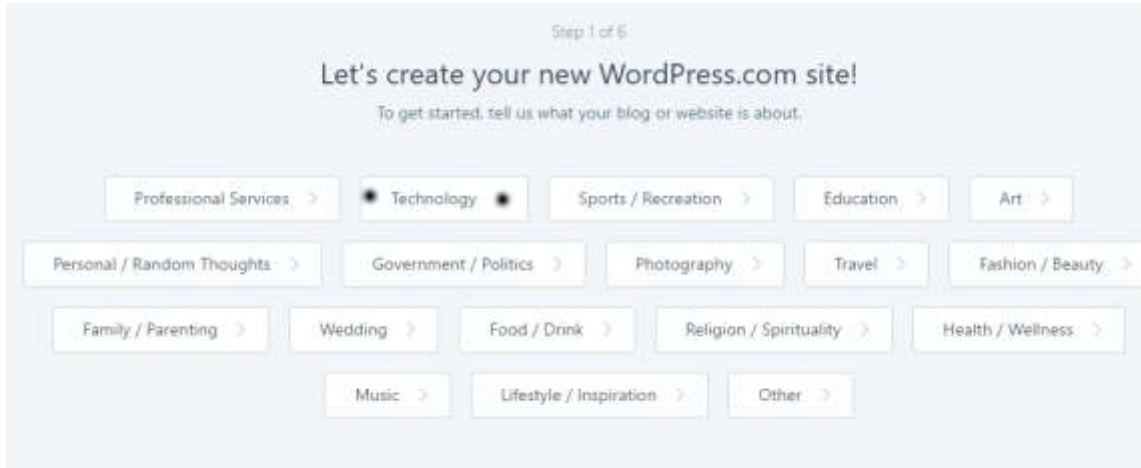 Step 1 of 6
Let's create your new WordPress.com site!
To get started, tell us what your blog or website is about.
Professional Services Technology Sports / Recreation Education Art
Personal / Random Thoughts Government / Politics Photography Travel Fashion / Beauty
Family / Parenting Wedding Food / Drink Religion / Spirituality Health / Wellness
Music Lifestyle / Inspiration Other